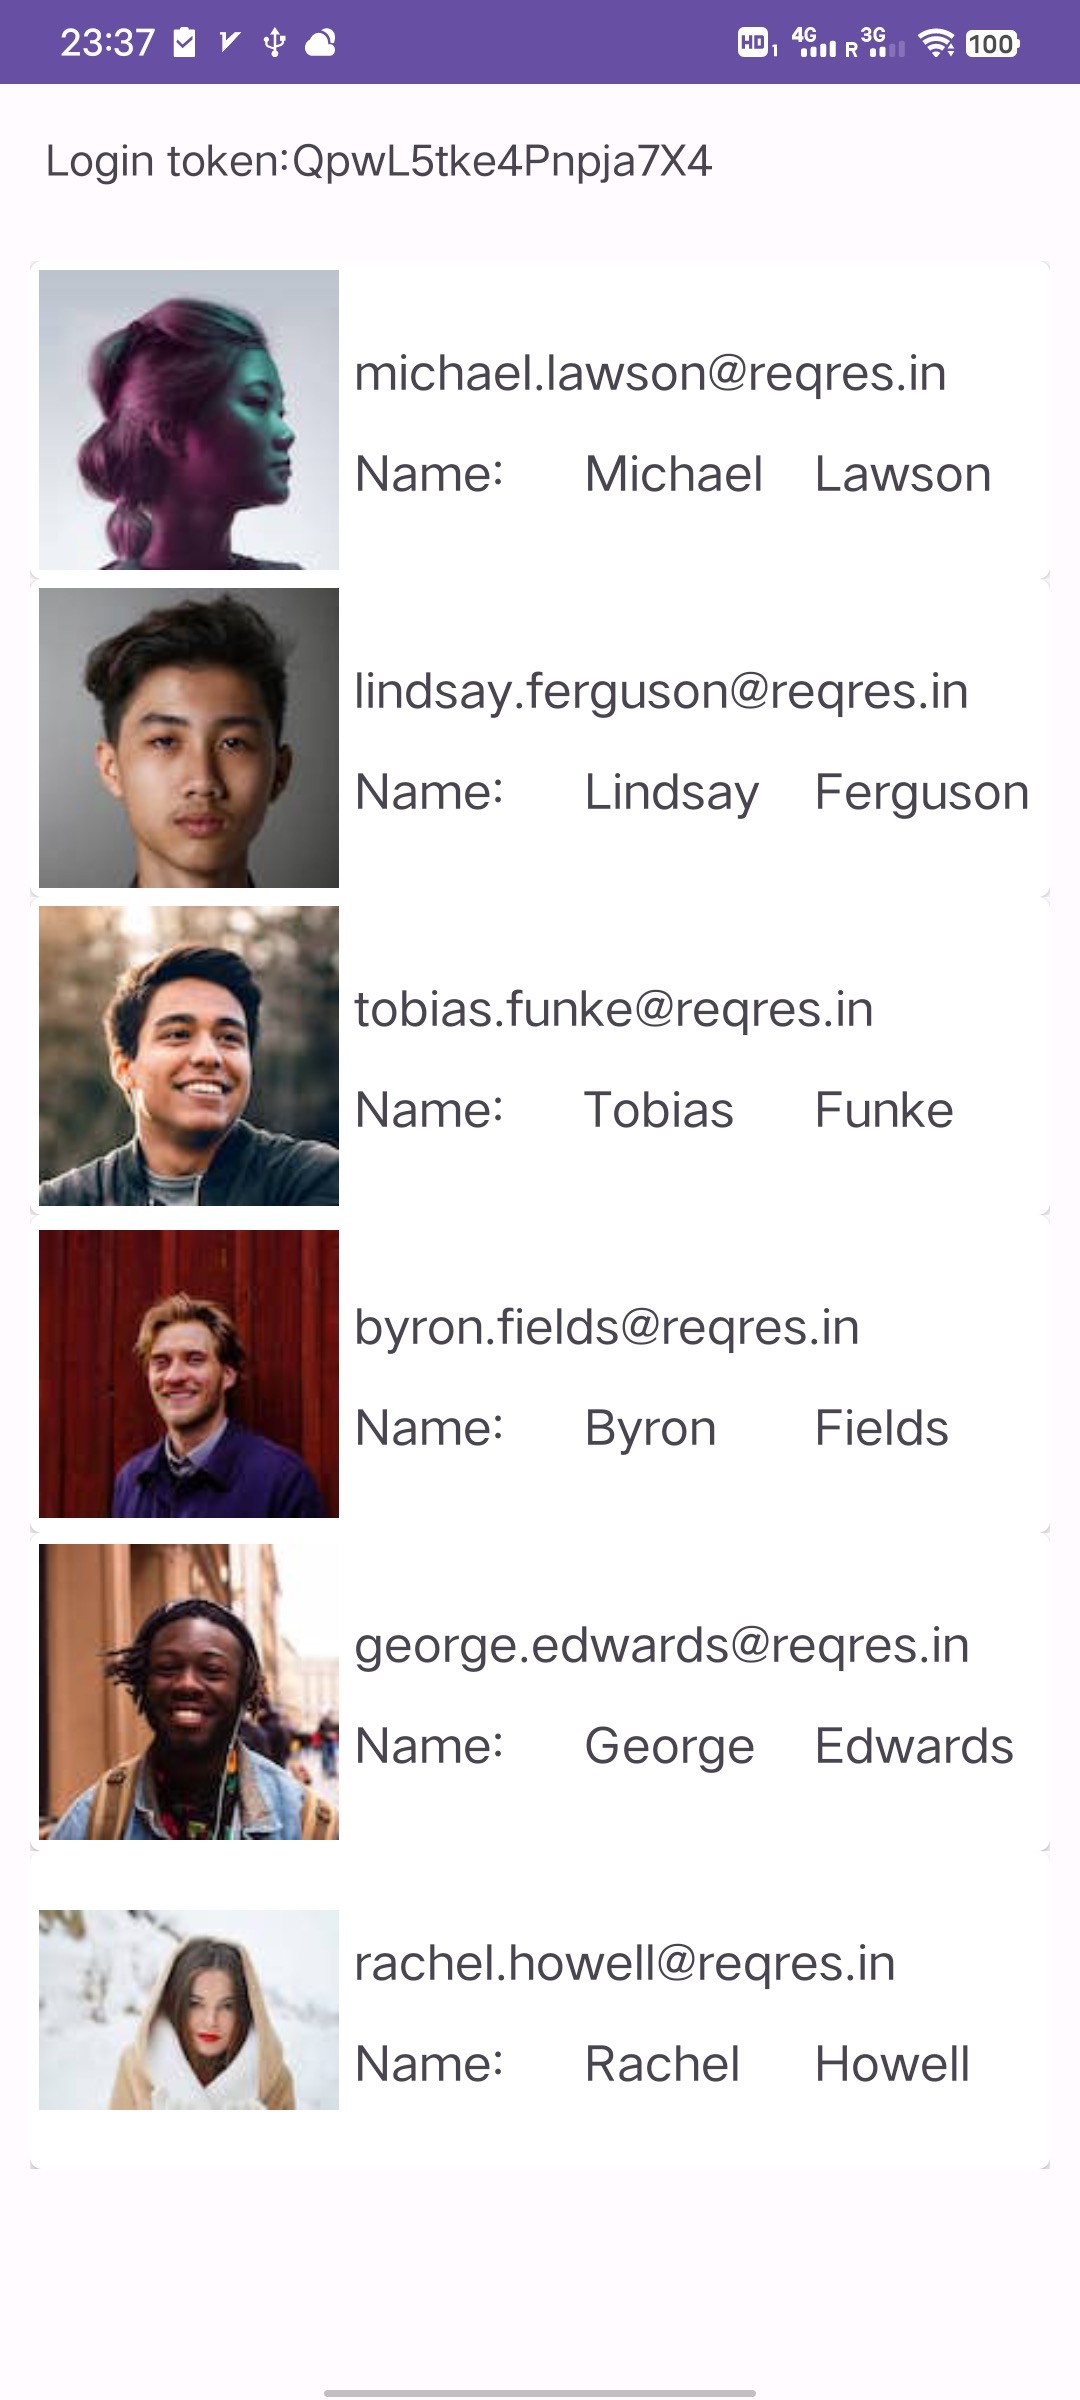 23:37 HD 1 4G R 3G 100
Login token:QpwL5tke4Pnpja7X4
michael.lawson@reqres.in
Name: Michael Lawson
lindsay.ferguson@reqres.in
Name: Lindsay Ferguson
tobias.funke@reqres.in
Name: Tobias Funke
byron.fields@reqres.in
Name: Byron Fields
george.edwards@reqres.in
Name: George Edwards
rachel.howell@reqres.in
Name: Rachel Howell